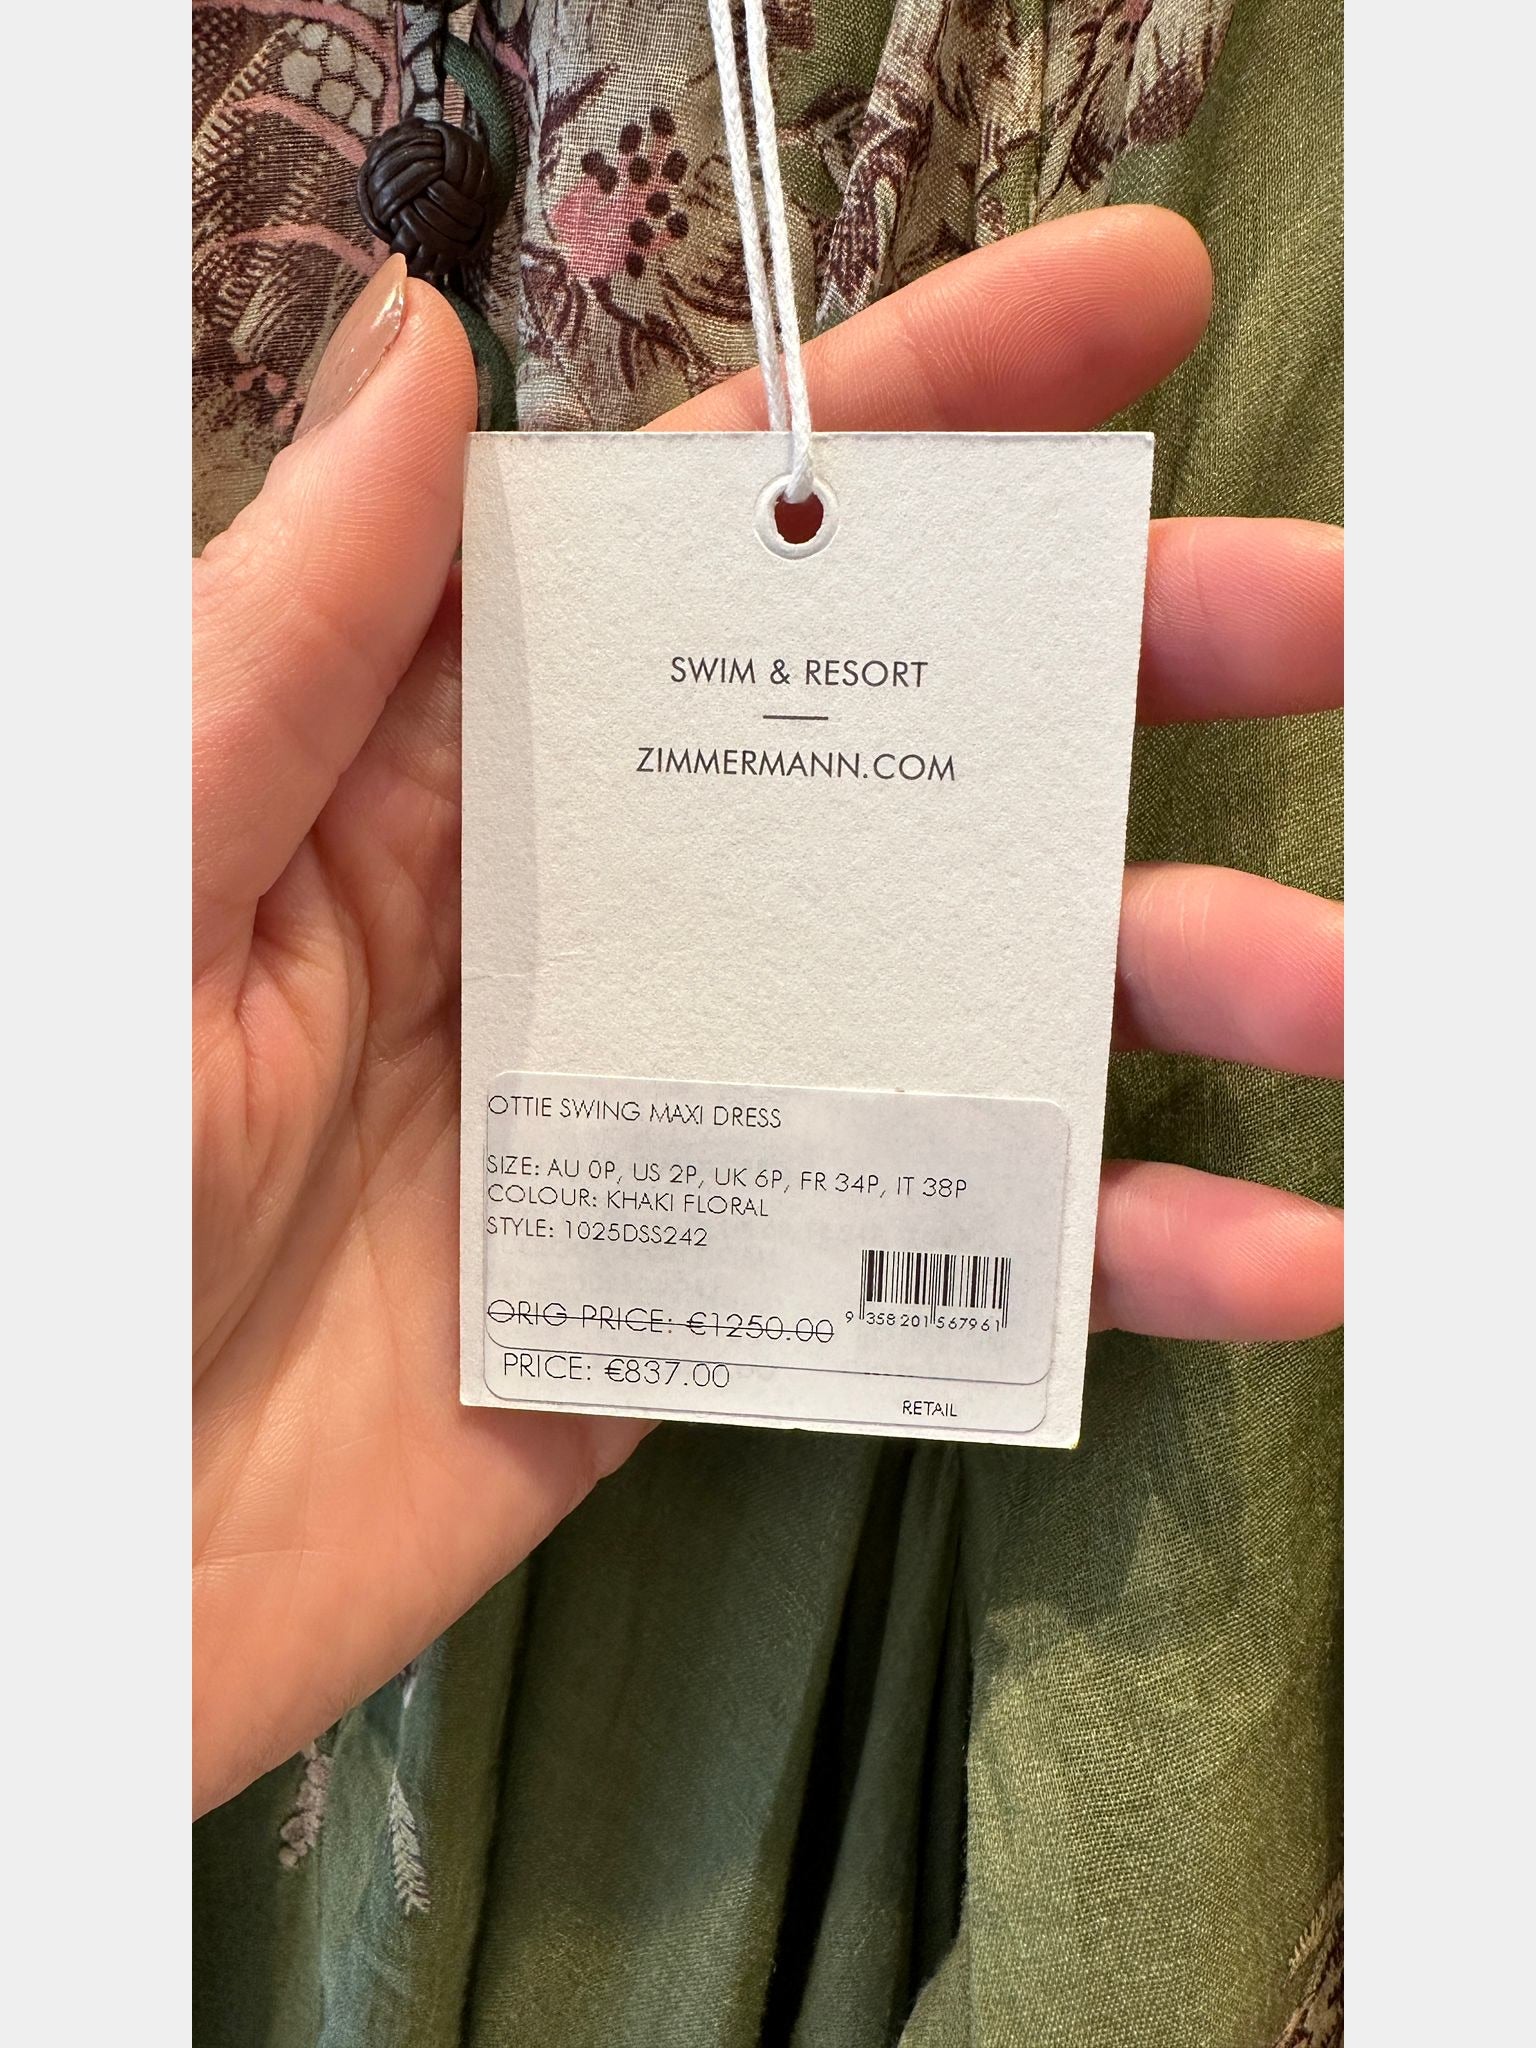 SWIM & RESORT
ZIMMERMANN.COM
OTTIE SWING MAXI DRESS
SIZE: AU 0P, US 2P, UK 6P, FR 34P, IT 38P
COLOUR: KHAKI FLORAL
STYLE: 1025DSS242
ORIG PRICE: €1250.00
9 358201 567961
PRICE: €837.00
RETAIL